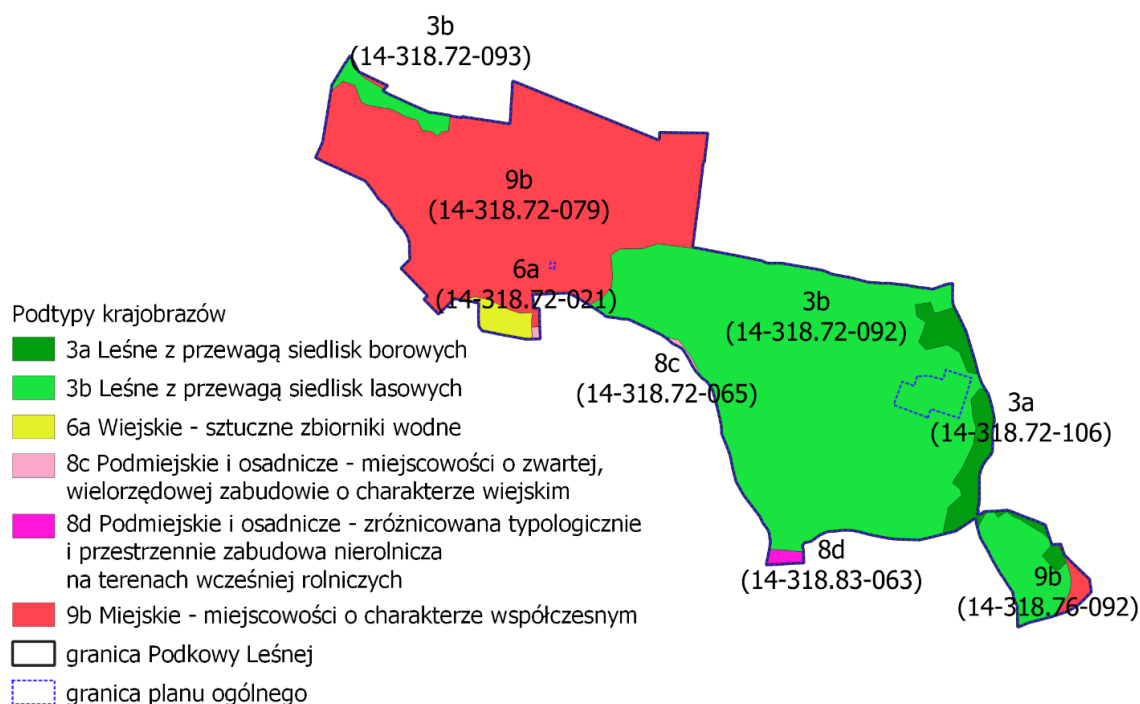 3b
(14-318.72-093)
9b
(14-318.72-079)
6a
(14-318.72-021)
3b
(14-318.72-092)
8c
(14-318.72-065)
3a
(14-318.72-106)
8d
(14-318.83-063)
9b
(14-318.76-092)
Podtypy krajobrazów
3a Leśne z przewagą siedlisk borowych
3b Leśne z przewagą siedlisk lasowych
6a Wiejskie - sztuczne zbiorniki wodne
8c Podmiejskie i osadnicze - miejscowości o zwartej,
wielorzędowej zabudowie o charakterze wiejskim
8d Podmiejskie i osadnicze - zróżnicowana typologicznie
i przestrzennie zabudowa nierolnicza
na terenach wcześniej rolniczych
9b Miejskie - miejscowości o charakterze współczesnym
granica Podkowy Leśnej
granica planu ogólnego